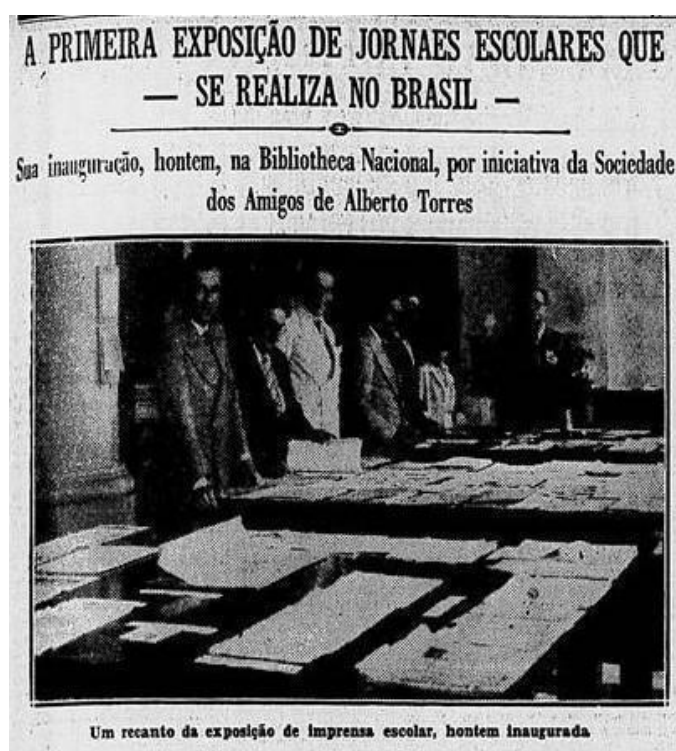 A PRIMEIRA EXPOSIÇÃO DE JORNAES ESCOLARES QUE
— SE REALIZA NO BRASIL —
Sua inauguração, hontem, na Bibliotheca Nacional, por iniciativa da Sociedade
dos Amigos de Alberto Torres
Um recanto da exposição de imprensa escolar, hontem inaugurada